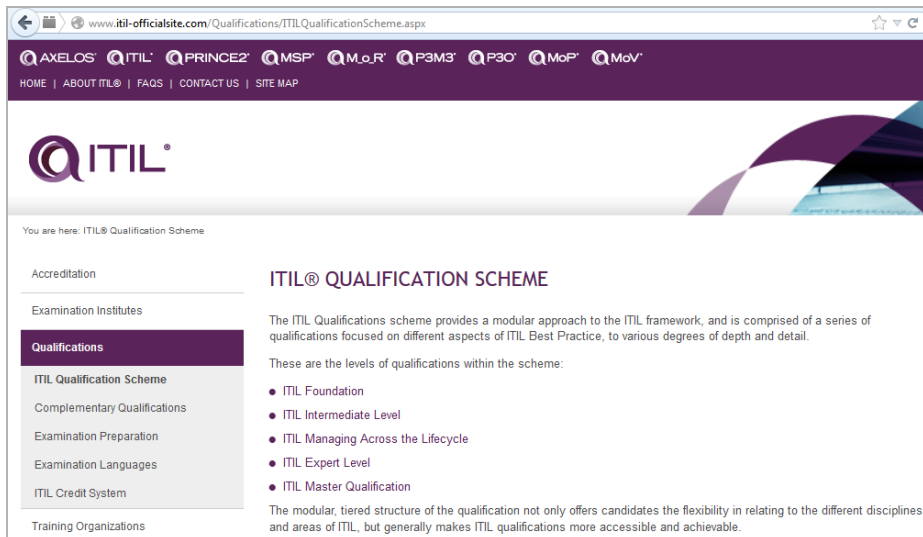 www.itil-officialsite.com/Qualifications/ITILQualificationScheme.aspx
AXELOS® ITIL® PRINCE2® MSP® M_o_R® P3M3® P3O® MoP® MoV®
HOME | ABOUT ITIL® | FAQS | CONTACT US | SITE MAP
ITIL®
You are here: ITIL® Qualification Scheme
Accreditation
Examination Institutes
Qualifications
ITIL Qualification Scheme
Complementary Qualifications
Examination Preparation
Examination Languages
ITIL Credit System
Training Organizations
ITIL® QUALIFICATION SCHEME
The ITIL Qualifications scheme provides a modular approach to the ITIL framework, and is comprised of a series of
qualifications focused on different aspects of ITIL Best Practice, to various degrees of depth and detail.
These are the levels of qualifications within the scheme:
● ITIL Foundation
● ITIL Intermediate Level
● ITIL Managing Across the Lifecycle
● ITIL Expert Level
● ITIL Master Qualification
The modular, tiered structure of the qualification not only offers candidates the flexibility in relating to the different disciplines
and areas of ITIL, but generally makes ITIL qualifications more accessible and achievable.